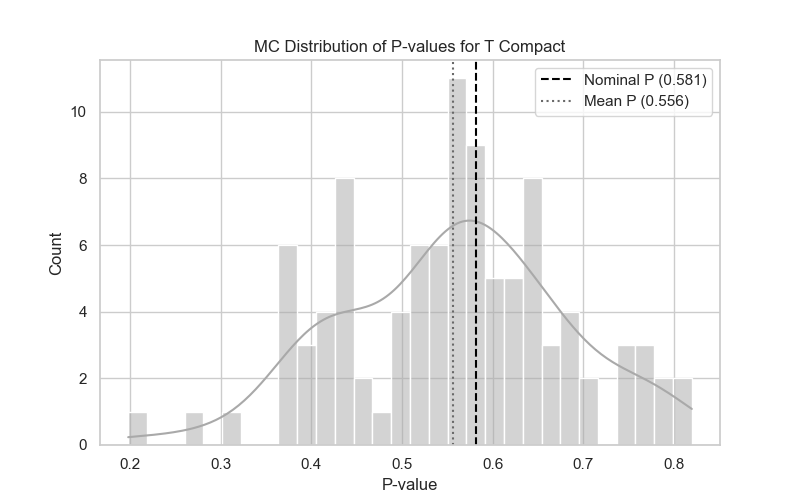 MC Distribution of P-values for T Compact
Nominal P (0.581)
Mean P (0.556)
Count
10
8
6
4
2
0
0.2 0.3 0.4 0.5 0.6 0.7 0.8
P-value